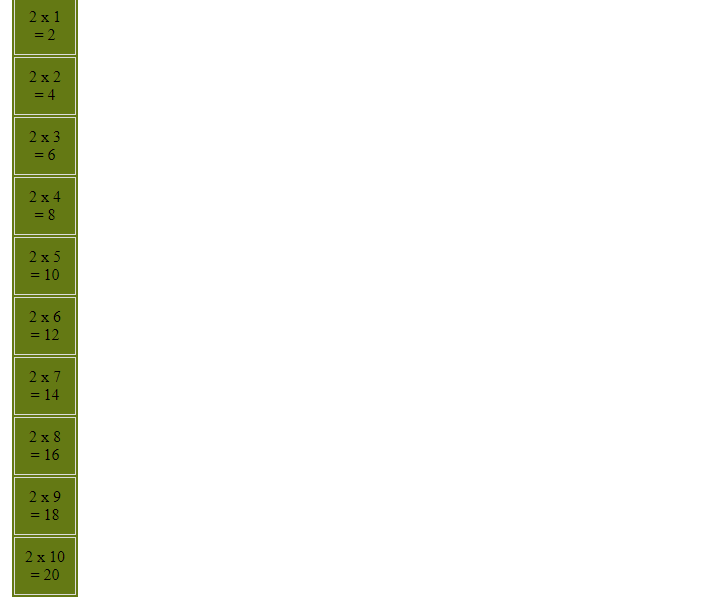 2 x 1
= 2
2 x 2
= 4
2 x 3
= 6
2 x 4
= 8
2 x 5
= 10
2 x 6
= 12
2 x 7
= 14
2 x 8
= 16
2 x 9
= 18
2 x 10
= 20